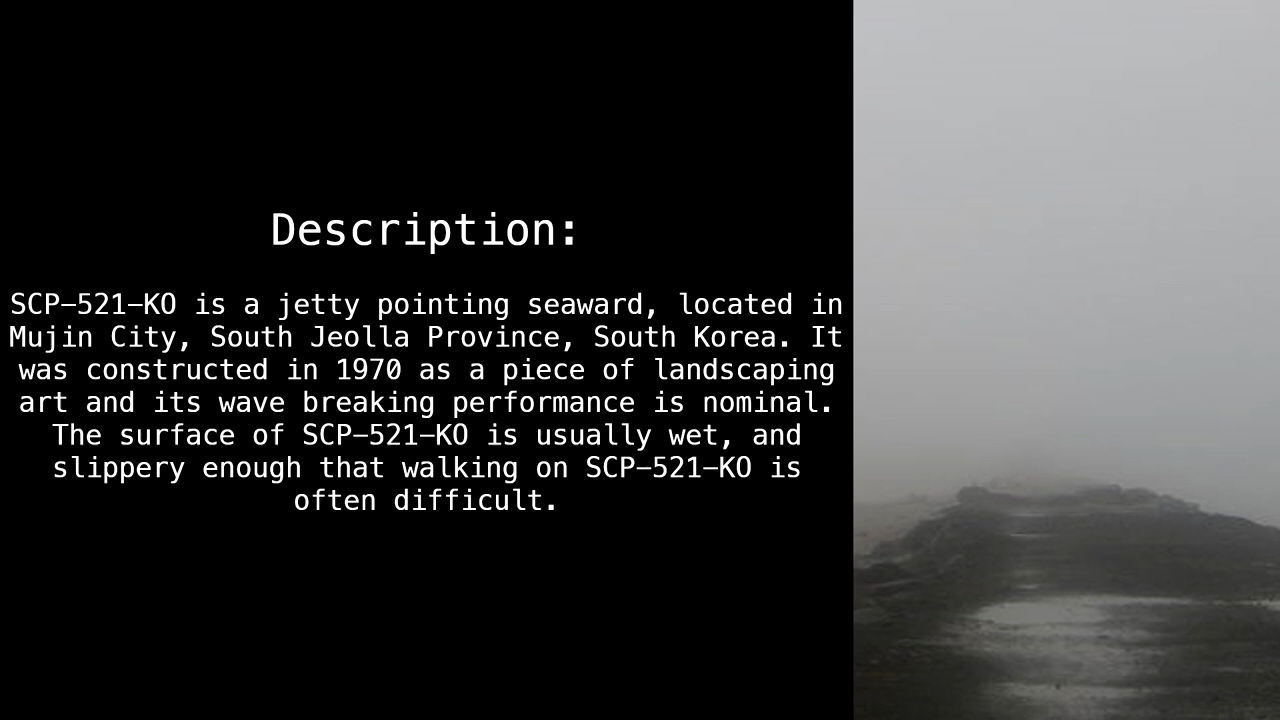 Description:
SCP-521-KO is a jetty pointing seaward, located in
Mujin City, South Jeolla Province, South Korea. It
was constructed in 1970 as a piece of landscaping
art and its wave breaking performance is nominal.
The surface of SCP-521-KO is usually wet, and
slippery enough that walking on SCP-521-KO is
often difficult.